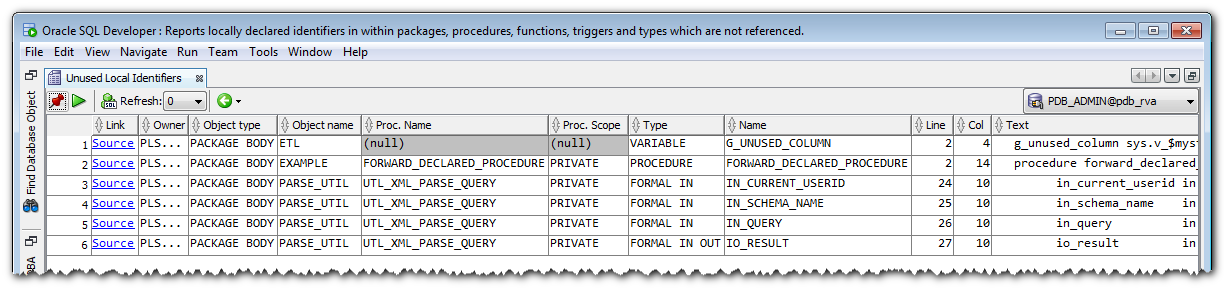 Oracle SQL Developer : Reports locally declared identifiers in within packages, procedures, functions, triggers and types which are not referenced.
File Edit View Navigate Run Team Tools Window Help
Unused Local Identifiers
SQL Refresh: 0 PDB_ADMIN@pdb_rva
Find Database Object
DBA
Link Owner Object type Object name Proc. Name Proc. Scope Type Name Line Col Text
1 Source PLS... PACKAGE BODY ETL (null) (null) VARIABLE G_UNUSED_COLUMN 2 4 g_unused_column sys.v_$myst
2 Source PLS... PACKAGE BODY EXAMPLE FORWARD_DECLARED_PROCEDURE PRIVATE PROCEDURE FORWARD_DECLARED_PROCEDURE 2 14 procedure forward_declared_
3 Source PLS... PACKAGE BODY PARSE_UTIL UTL_XML_PARSE_QUERY PRIVATE FORMAL IN IN_CURRENT_USERID 24 10 in_current_userid in
4 Source PLS... PACKAGE BODY PARSE_UTIL UTL_XML_PARSE_QUERY PRIVATE FORMAL IN IN_SCHEMA_NAME 25 10 in_schema_name in
5 Source PLS... PACKAGE BODY PARSE_UTIL UTL_XML_PARSE_QUERY PRIVATE FORMAL IN IN_QUERY 26 10 in_query in
6 Source PLS... PACKAGE BODY PARSE_UTIL UTL_XML_PARSE_QUERY PRIVATE FORMAL IN OUT IO_RESULT 27 10 io_result in